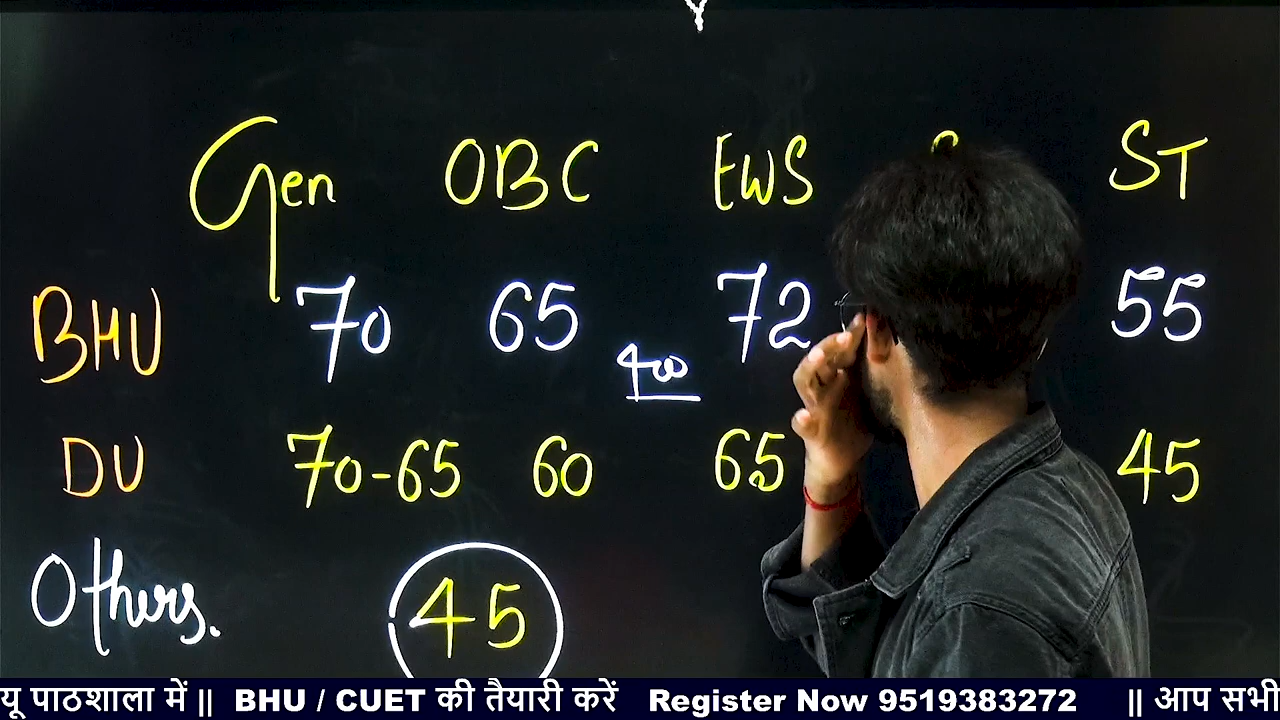 Gen OBC EWS ST
BHU 70 65 72 55
400
DU 70-65 60 65 45
Others. 45
यू पाठशाला में || BHU / CUET की तैयारी करें Register Now 9519383272 || आप सभी